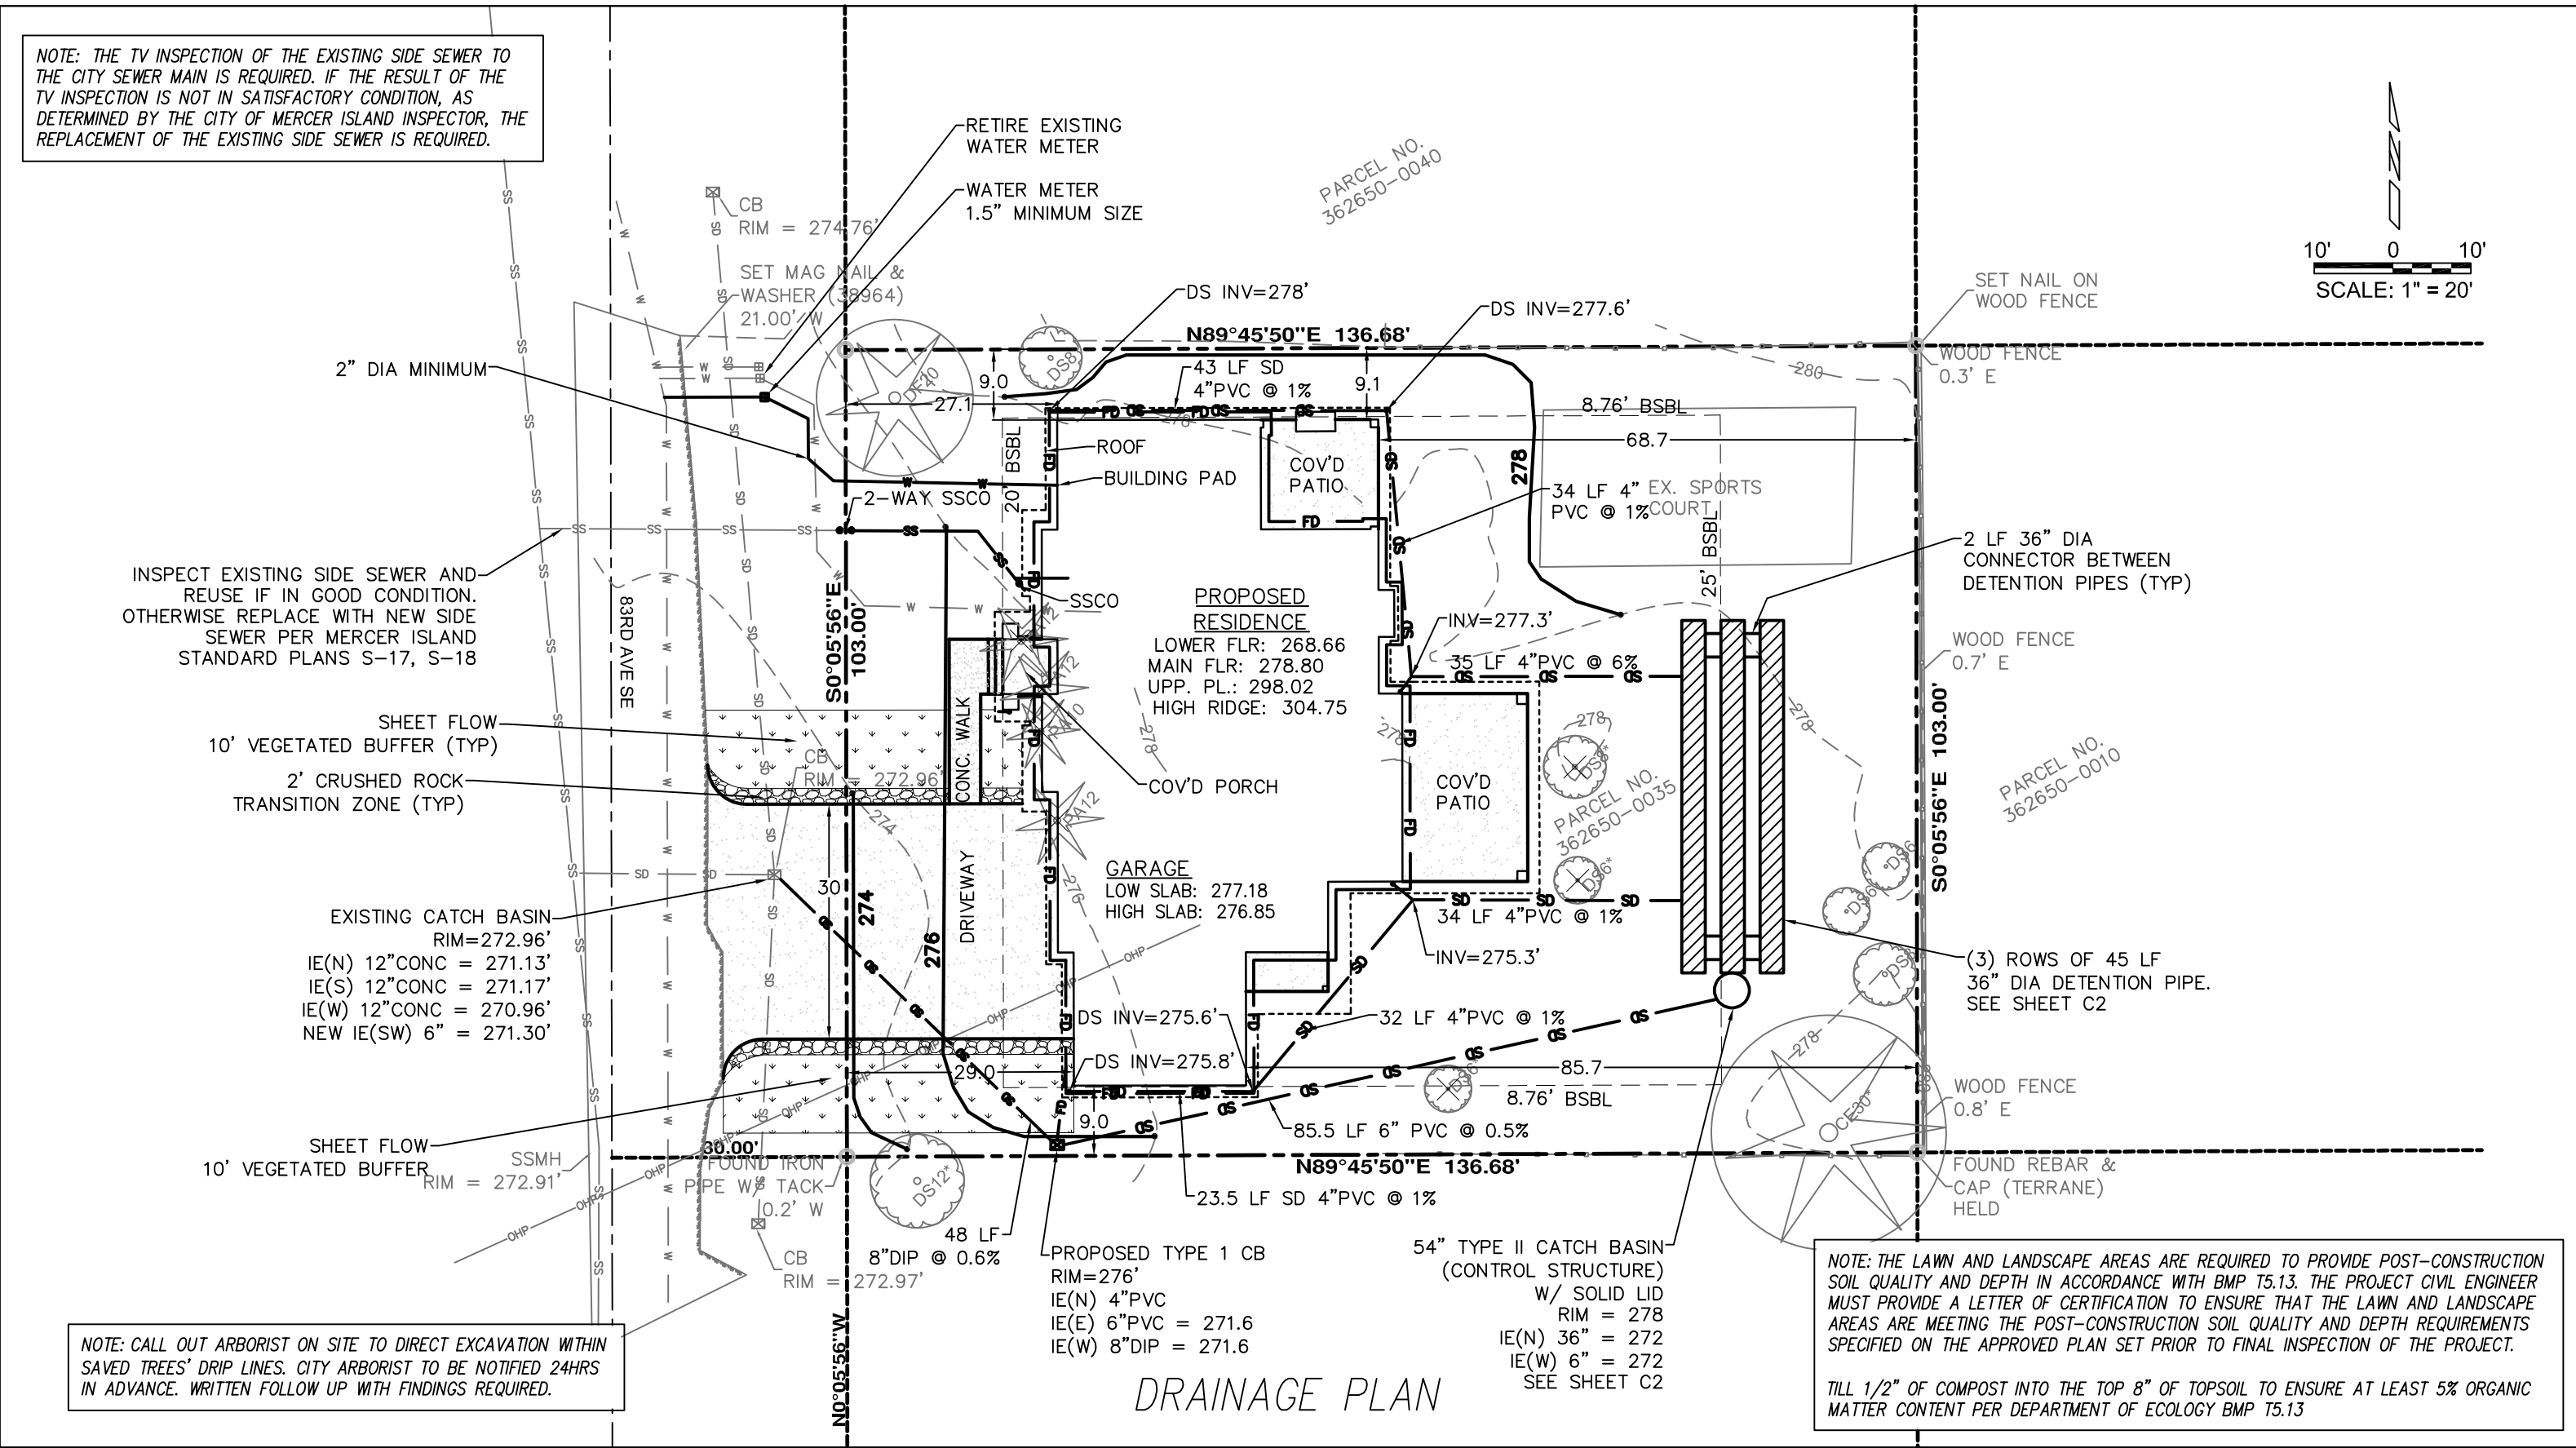 NOTE: THE TV INSPECTION OF THE EXISTING SIDE SEWER TO
THE CITY SEWER MAIN IS REQUIRED. IF THE RESULT OF THE
TV INSPECTION IS NOT IN SATISFACTORY CONDITION, AS
DETERMINED BY THE CITY OF MERCER ISLAND INSPECTOR, THE
REPLACEMENT OF THE EXISTING SIDE SEWER IS REQUIRED.
RETIRE EXISTING
WATER METER
WATER METER
1.5" MINIMUM SIZE
CB
RIM = 274.76'
SET MAG NAIL &
WASHER (38964)
21.00' W
PARCEL NO.
362650-0040
10' 0 10'
SCALE: 1" = 20'
SET NAIL ON
WOOD FENCE
WOOD FENCE
0.3' E
DS INV=278'
DS INV=277.6'
N89°45'50"E 136.68'
2" DIA MINIMUM
43 LF SD
4"PVC @ 1%
9.0
9.1
27.1
DS8
280
278
8.76' BSBL
68.7
ROOF
BUILDING PAD
20' BSBL
COV'D
PATIO
278
34 LF 4"
PVC @ 1%
EX. SPORTS
COURT
25' BSBL
2-WAY SSCO
SSCO
2 LF 36" DIA
CONNECTOR BETWEEN
DETENTION PIPES (TYP)
INSPECT EXISTING SIDE SEWER AND
REUSE IF IN GOOD CONDITION.
OTHERWISE REPLACE WITH NEW SIDE
SEWER PER MERCER ISLAND
STANDARD PLANS S-17, S-18
83RD AVE SE
S0°05'56"E
103.00'
PROPOSED
RESIDENCE
LOWER FLR: 268.66
MAIN FLR: 278.80
UPP. PL.: 298.02
HIGH RIDGE: 304.75
INV=277.3'
35 LF 4"PVC @ 6%
WOOD FENCE
0.7' E
S0°05'56"E 103.00'
SHEET FLOW
10' VEGETATED BUFFER (TYP)
2' CRUSHED ROCK
TRANSITION ZONE (TYP)
CB
RIM = 272.96'
CONC. WALK
COV'D PORCH
PA12
278
278
278
278
COV'D
PATIO
DS8*
PARCEL NO.
362650-0035
DS6*
PARCEL NO.
362650-0010
274
30
274
276
DRIVEWAY
276
GARAGE
LOW SLAB: 277.18
HIGH SLAB: 276.85
34 LF 4"PVC @ 1%
INV=275.3'
DS6
EXISTING CATCH BASIN
RIM=272.96'
IE(N) 12"CONC = 271.13'
IE(S) 12"CONC = 271.17'
IE(W) 12"CONC = 270.96'
NEW IE(SW) 6" = 271.30'
(3) ROWS OF 45 LF
36" DIA DETENTION PIPE.
SEE SHEET C2
DS INV=275.6'
32 LF 4"PVC @ 1%
DS INV=275.8'
29.0
85.7
278
8.76' BSBL
WOOD FENCE
0.8' E
CE30*
9.0
85.5 LF 6" PVC @ 0.5%
SHEET FLOW
10' VEGETATED BUFFER
SSMH
RIM = 272.91'
30.00'
FOUND IRON
PIPE W/ TACK
0.2' W
DS12*
N89°45'50"E 136.68'
23.5 LF SD 4"PVC @ 1%
FOUND REBAR &
CAP (TERRANE)
HELD
48 LF
8"DIP @ 0.6%
CB
RIM = 272.97'
PROPOSED TYPE 1 CB
RIM=276'
IE(N) 4"PVC
IE(E) 6"PVC = 271.6
IE(W) 8"DIP = 271.6
54" TYPE II CATCH BASIN
(CONTROL STRUCTURE)
W/ SOLID LID
RIM = 278
IE(N) 36" = 272
IE(W) 6" = 272
SEE SHEET C2
N0°05'56"W
NOTE: CALL OUT ARBORIST ON SITE TO DIRECT EXCAVATION WITHIN
SAVED TREES' DRIP LINES. CITY ARBORIST TO BE NOTIFIED 24HRS
IN ADVANCE. WRITTEN FOLLOW UP WITH FINDINGS REQUIRED.
DRAINAGE PLAN
NOTE: THE LAWN AND LANDSCAPE AREAS ARE REQUIRED TO PROVIDE POST-CONSTRUCTION
SOIL QUALITY AND DEPTH IN ACCORDANCE WITH BMP T5.13. THE PROJECT CIVIL ENGINEER
MUST PROVIDE A LETTER OF CERTIFICATION TO ENSURE THAT THE LAWN AND LANDSCAPE
AREAS ARE MEETING THE POST-CONSTRUCTION SOIL QUALITY AND DEPTH REQUIREMENTS
SPECIFIED ON THE APPROVED PLAN SET PRIOR TO FINAL INSPECTION OF THE PROJECT.
TILL 1/2" OF COMPOST INTO THE TOP 8" OF TOPSOIL TO ENSURE AT LEAST 5% ORGANIC
MATTER CONTENT PER DEPARTMENT OF ECOLOGY BMP T5.13